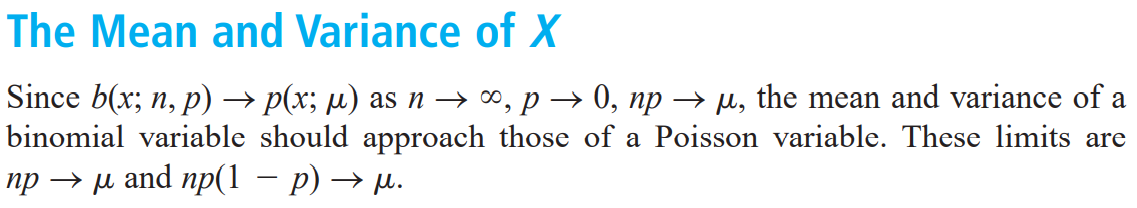 The Mean and Variance of X
Since b(x; n, p) → p(x; μ) as n → ∞, p → 0, np → μ, the mean and variance of a
binomial variable should approach those of a Poisson variable. These limits are
np → μ and np(1 − p) → μ.